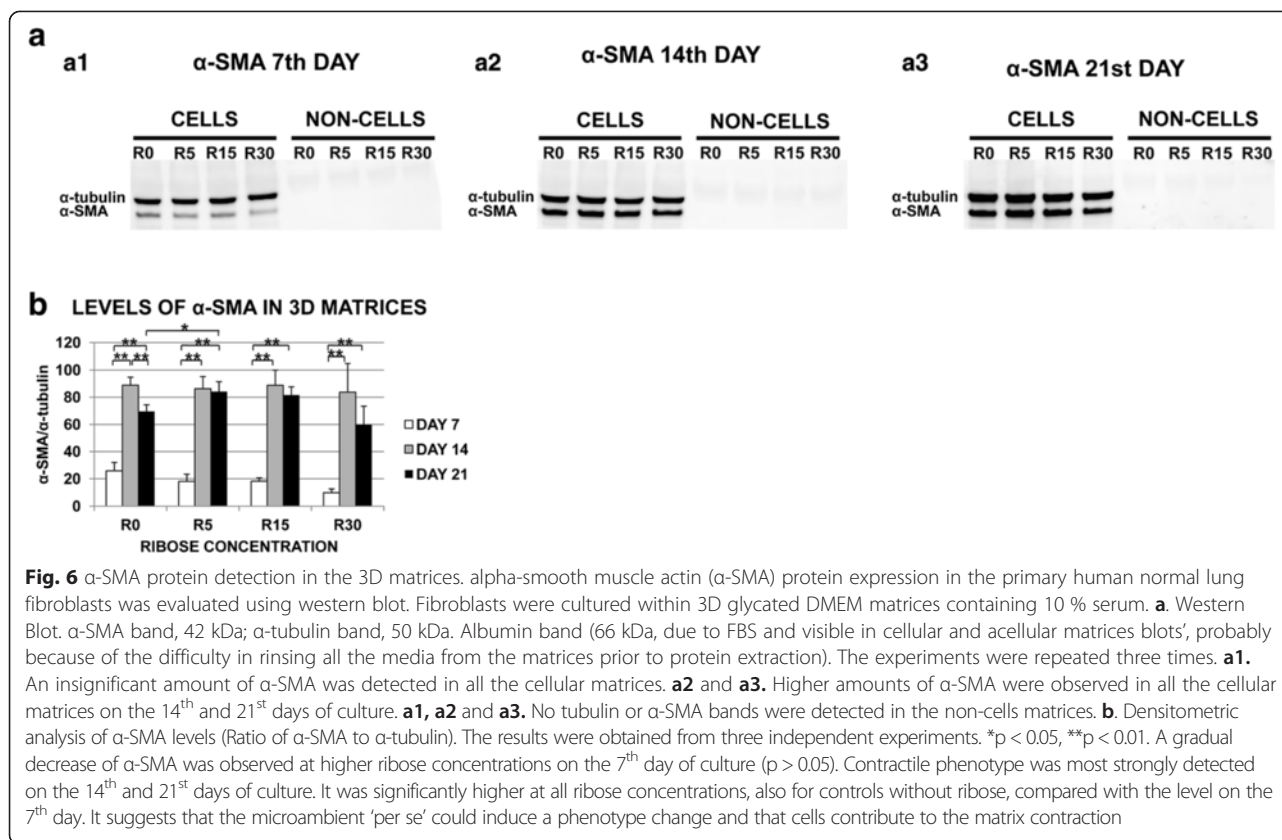 a
a1 α-SMA 7th DAY
a2 α-SMA 14th DAY
a3 α-SMA 21st DAY
CELLS NON-CELLS
R0 R5 R15 R30 R0 R5 R15 R30
α-tubulin
α-SMA
CELLS NON-CELLS
R0 R5 R15 R30 R0 R5 R15 R30
α-tubulin
α-SMA
CELLS NON-CELLS
R0 R5 R15 R30 R0 R5 R15 R30
α-tubulin
α-SMA
b LEVELS OF α-SMA IN 3D MATRICES
*
** ** ** **
** ** ** ** **
α-SMA/α-tubulin
120
100
80
60
40
20
0
R0 R5 R15 R30
RIBOSE CONCENTRATION
DAY 7
DAY 14
DAY 21
Fig. 6 α-SMA protein detection in the 3D matrices. alpha-smooth muscle actin (α-SMA) protein expression in the primary human normal lung
fibroblasts was evaluated using western blot. Fibroblasts were cultured within 3D glycated DMEM matrices containing 10 % serum. a. Western
Blot. α-SMA band, 42 kDa; α-tubulin band, 50 kDa. Albumin band (66 kDa, due to FBS and visible in cellular and acellular matrices blots', probably
because of the difficulty in rinsing all the media from the matrices prior to protein extraction). The experiments were repeated three times. a1.
An insignificant amount of α-SMA was detected in all the cellular matrices. a2 and a3. Higher amounts of α-SMA were observed in all the cellular
matrices on the 14th and 21st days of culture. a1, a2 and a3. No tubulin or α-SMA bands were detected in the non-cells matrices. b. Densitometric
analysis of α-SMA levels (Ratio of α-SMA to α-tubulin). The results were obtained from three independent experiments. *p < 0.05, **p < 0.01. A gradual
decrease of α-SMA was observed at higher ribose concentrations on the 7th day of culture (p > 0.05). Contractile phenotype was most strongly detected
on the 14th and 21st days of culture. It was significantly higher at all ribose concentrations, also for controls without ribose, compared with the level on the
7th day. It suggests that the microambient 'per se' could induce a phenotype change and that cells contribute to the matrix contraction